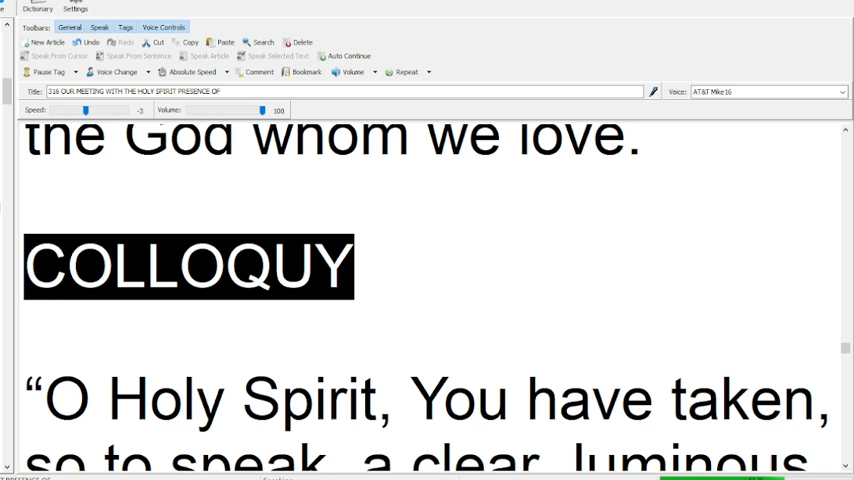 Dictionary Settings
Toolbars: General Speak Tags Voice Controls
New Article Undo Redo Cut Copy Paste Search Delete
Speak From Cursor Speak From Sentence Speak Article Speak Selected Text Auto Continue
Pause Tag Voice Change Absolute Speed Comment Bookmark Volume Repeat
Title: 316 OUR MEETING WITH THE HOLY SPIRIT PRESENCE OF Voice: AT&T Mike16
Speed: -3 Volume: 100
the God whom we love.
COLLOQUY
“O Holy Spirit, You have taken,
so to speak, a clear, luminous
T PRESENCE OF Speaking